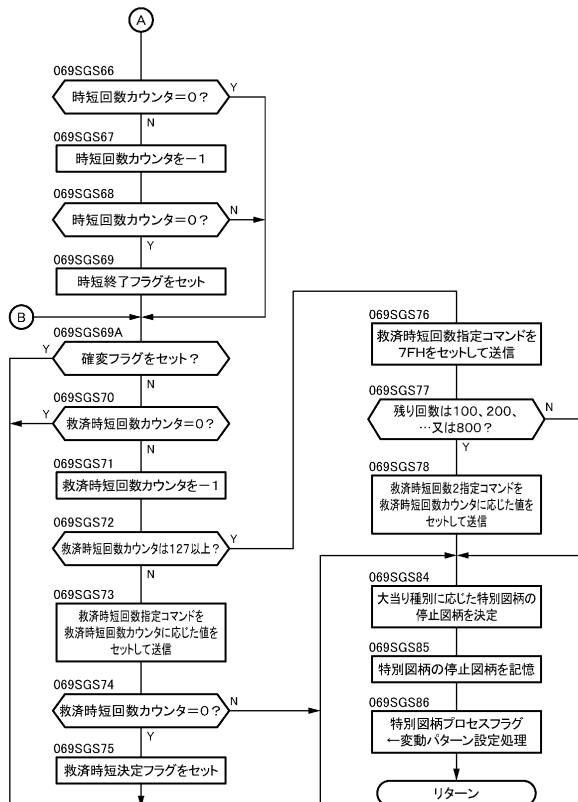 A
069SGS66
時短回数カウンタ=0?
Y
N
069SGS67
時短回数カウンタを－1
069SGS68
時短回数カウンタ=0?
N
Y
069SGS69
時短終了フラグをセット
B
069SGS69A
確変フラグをセット?
Y
N
069SGS70
救済時短回数カウンタ=0?
Y
N
069SGS71
救済時短回数カウンタを－1
069SGS72
救済時短回数カウンタは127以上?
Y
N
069SGS73
救済時短回数指定コマンドを
救済時短回数カウンタに応じた値を
セットして送信
069SGS74
救済時短回数カウンタ=0?
N
Y
069SGS75
救済時短決定フラグをセット
069SGS76
救済時短回数指定コマンドを
7FHをセットして送信
069SGS77
残り回数は100、200、
…又は800?
N
Y
069SGS78
救済時短回数2指定コマンドを
救済時短回数カウンタに応じた値を
セットして送信
069SGS84
大当り種別に応じた特別図柄の
停止図柄を決定
069SGS85
特別図柄の停止図柄を記憶
069SGS86
特別図柄プロセスフラグ
←変動パターン設定処理
リターン